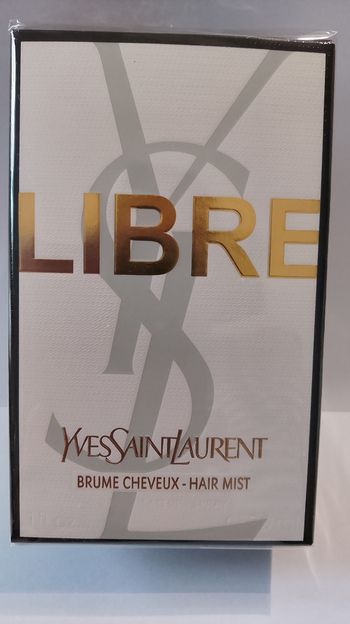 LIBRE
YVESSAINTLAURENT
BRUME CHEVEUX - HAIR MIST